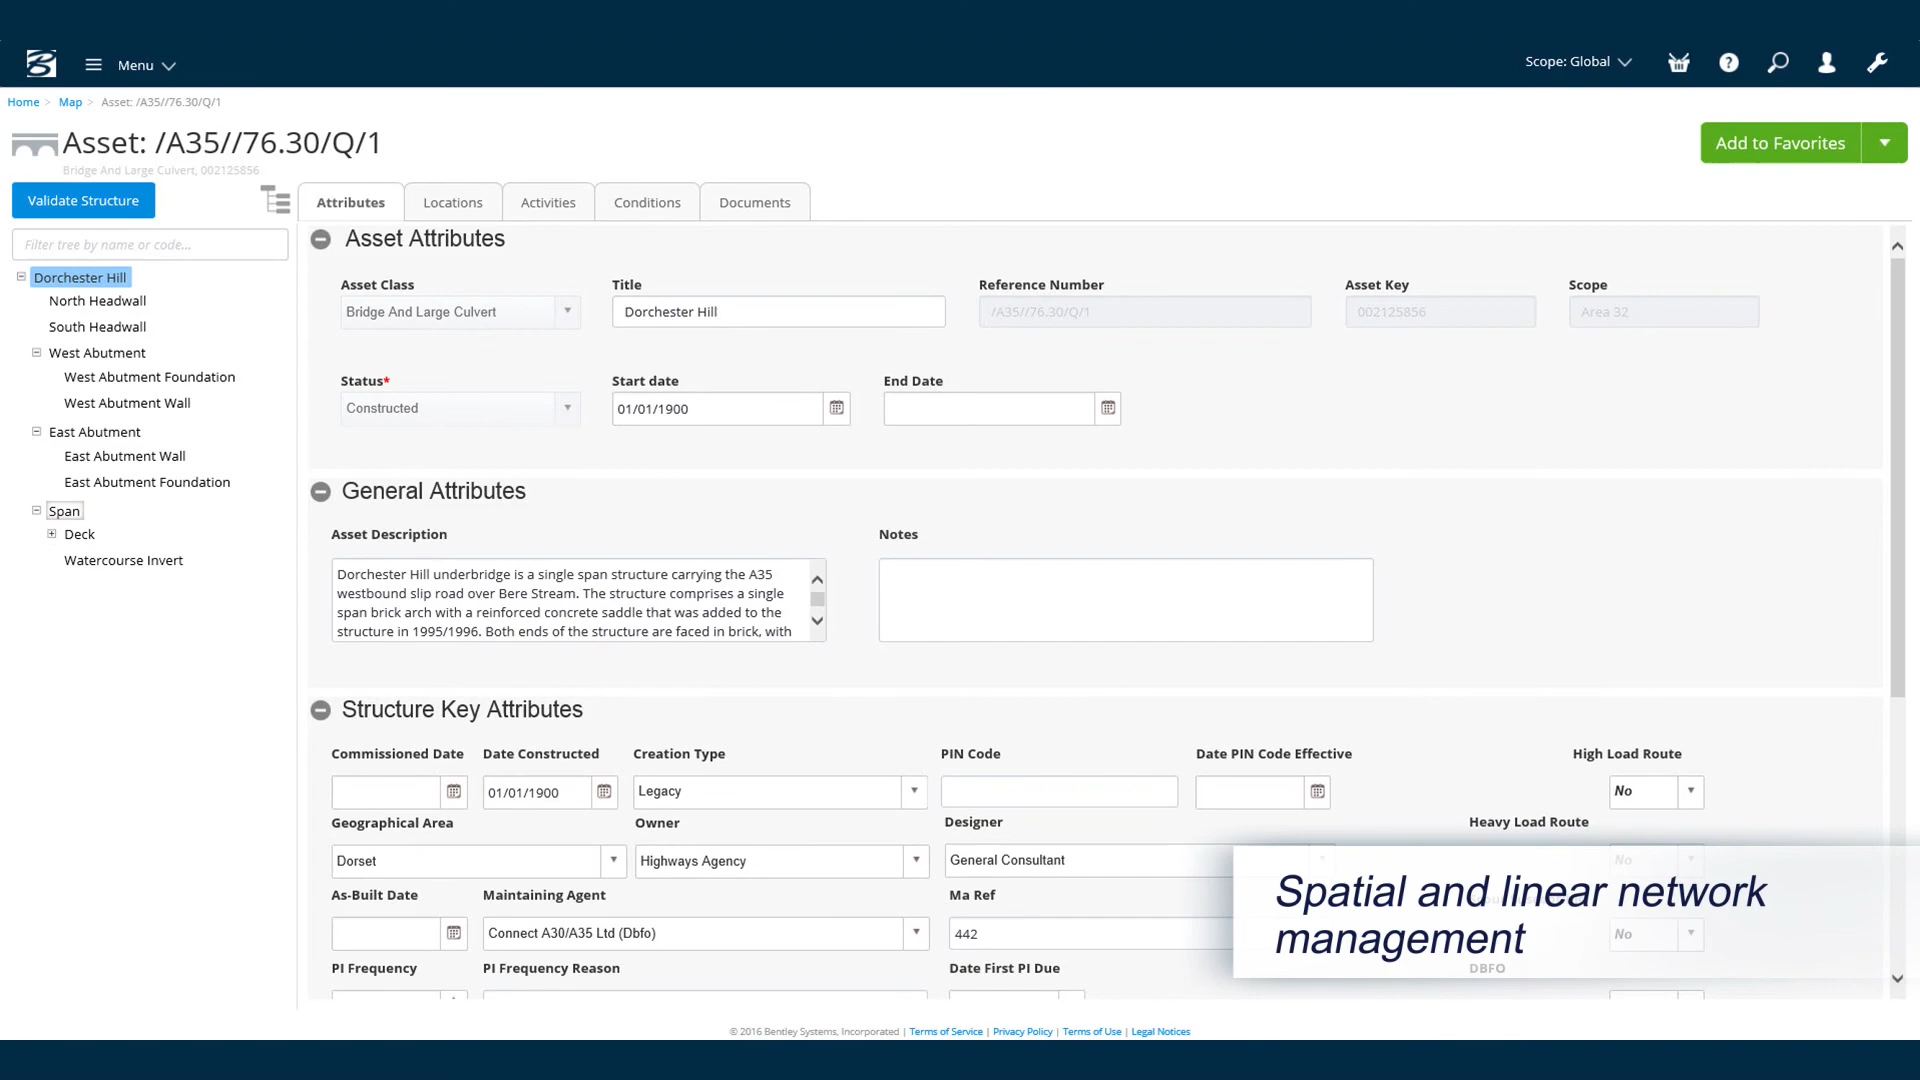 Menu
Scope: Global
Home > Map > Asset: /A35//76.30/Q/1
Asset: /A35//76.30/Q/1
Bridge And Large Culvert, 002125856
Add to Favorites
Validate Structure
Attributes
Locations
Activities
Conditions
Documents
Filter tree by name or code...
Dorchester Hill
North Headwall
South Headwall
West Abutment
West Abutment Foundation
West Abutment Wall
East Abutment
East Abutment Wall
East Abutment Foundation
Span
Deck
Watercourse Invert
Asset Attributes
Asset Class
Title
Reference Number
Asset Key
Scope
Bridge And Large Culvert
Dorchester Hill
/A35//76.30/Q/1
002125856
Area 32
Status*
Start date
End Date
Constructed
01/01/1900
General Attributes
Asset Description
Notes
Dorchester Hill underbridge is a single span structure carrying the A35
westbound slip road over Bere Stream. The structure comprises a single
span brick arch with a reinforced concrete saddle that was added to the
structure in 1995/1996. Both ends of the structure are faced in brick, with
Structure Key Attributes
Commissioned Date
Date Constructed
Creation Type
PIN Code
Date PIN Code Effective
High Load Route
01/01/1900
Legacy
No
Geographical Area
Owner
Designer
Heavy Load Route
Dorset
Highways Agency
General Consultant
No
As-Built Date
Maintaining Agent
Ma Ref
Connect A30/A35 Ltd (Dbfo)
442
No
PI Frequency
PI Frequency Reason
Date First PI Due
DBFO
Spatial and linear network
management
© 2016 Bentley Systems, Incorporated | Terms of Service | Privacy Policy | Terms of Use | Legal Notices